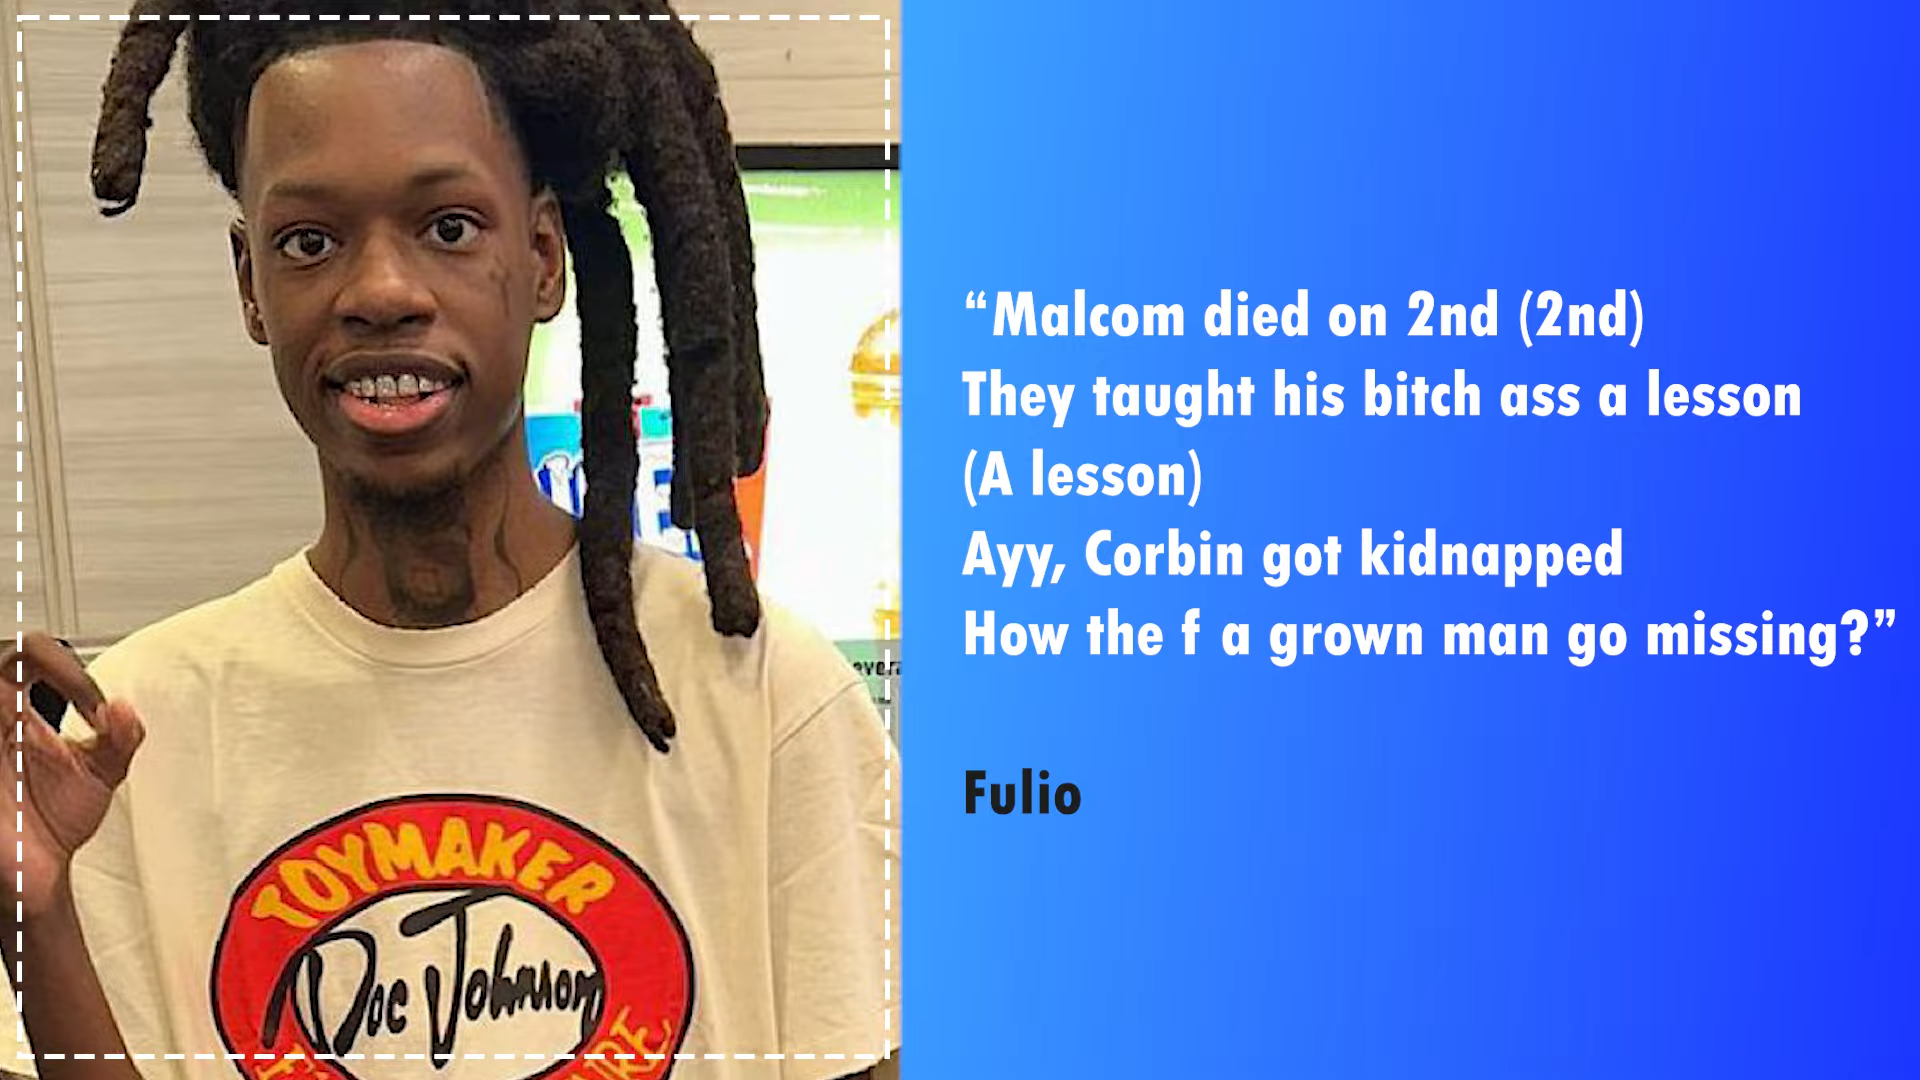 “Malcom died on 2nd (2nd)
They taught his bitch ass a lesson
(A lesson)
Ayy, Corbin got kidnapped
How the f a grown man go missing?”
Fulio
TOYMAKER
Doc Johnson